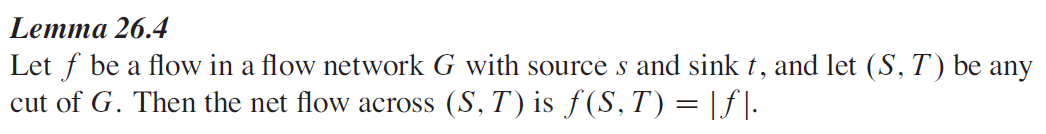 Lemma 26.4
Let f be a flow in a flow network G with source s and sink t, and let (S, T) be any
cut of G. Then the net flow across (S, T) is f(S, T) = |f|.